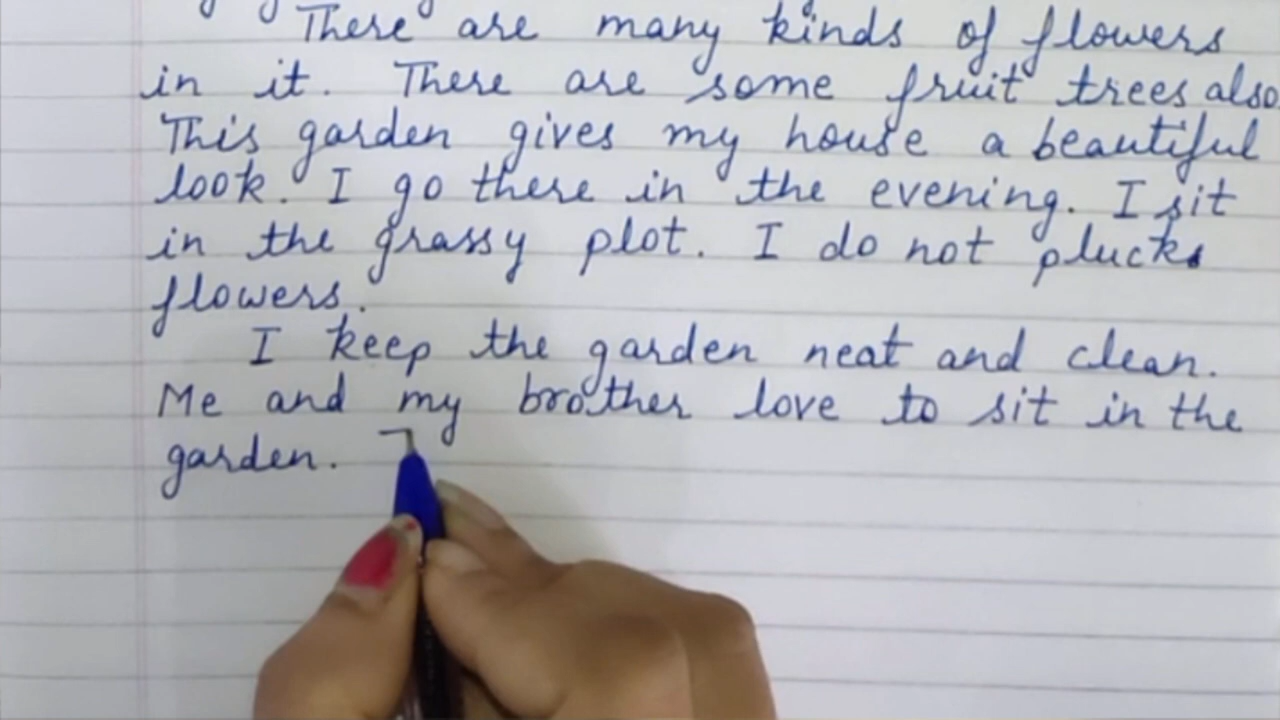 There are many kinds of flowers
in it. There are some fruit trees also
This garden gives my house a beautiful
look. I go there in the evening. I sit
in the grassy plot. I do not pluck
flowers.
I keep the garden neat and clean.
Me and my brother love to sit in the
garden.